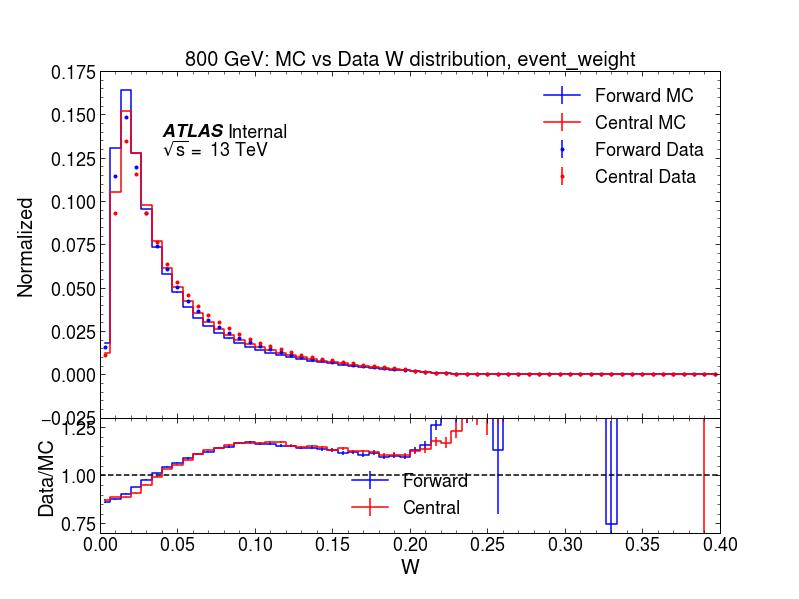 800 GeV: MC vs Data W distribution, event_weight
0.175
0.150
0.125
0.100
0.075
0.050
0.025
0.000
−0.025
Normalized
ATLAS Internal
√s = 13 TeV
Forward MC
Central MC
Forward Data
Central Data
1.25
1.00
0.75
Data/MC
Forward
Central
0.00 0.05 0.10 0.15 0.20 0.25 0.30 0.35 0.40
W